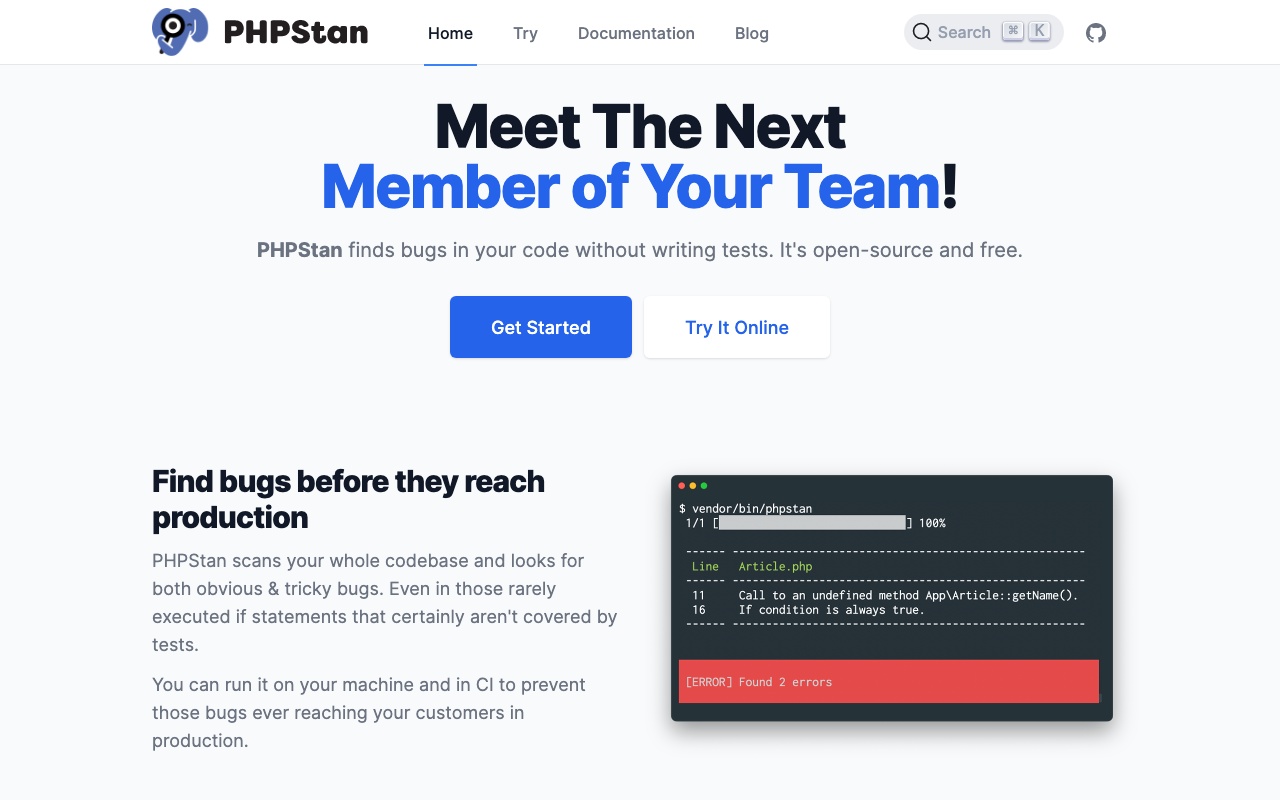 PHPStan
Home
Try
Documentation
Blog
Search ⌘ K
Meet The Next
Member of Your Team!
PHPStan finds bugs in your code without writing tests. It's open-source and free.
Get Started
Try It Online
Find bugs before they reach
production
PHPStan scans your whole codebase and looks for
both obvious & tricky bugs. Even in those rarely
executed if statements that certainly aren't covered by
tests.
You can run it on your machine and in CI to prevent
those bugs ever reaching your customers in
production.
$ vendor/bin/phpstan
1/1 [ ] 100%
------ -----------------------------------------------------
Line Article.php
------ -----------------------------------------------------
11 Call to an undefined method App\Article::getName().
16 If condition is always true.
------ -----------------------------------------------------
[ERROR] Found 2 errors